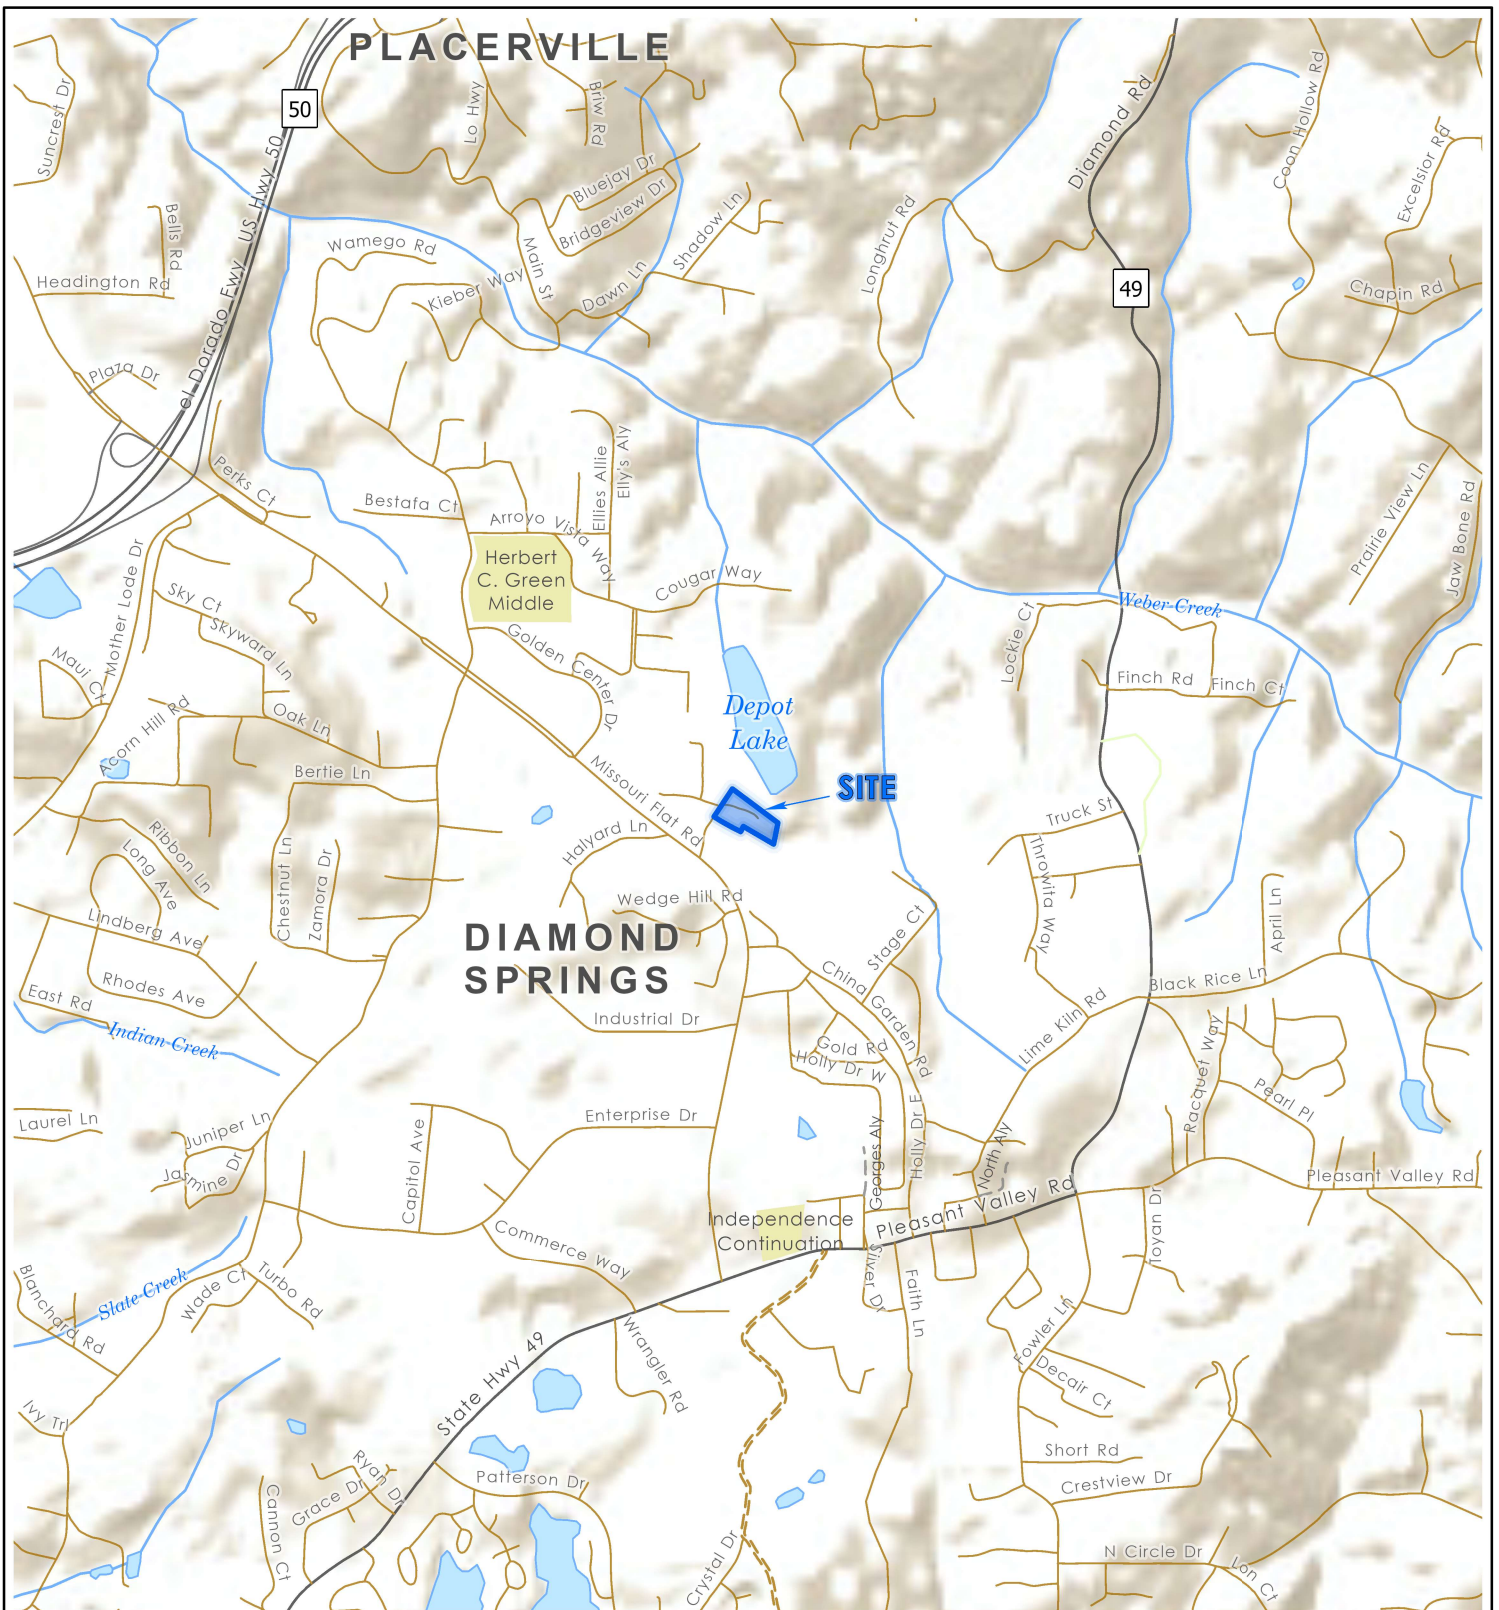 PLACERVILLE
Suncrest Dr
50
Lo Hwy
Briw Rd
Diamond Rd
Coon Hollow Rd
Excelsior Rd
Bluejay Dr
Bridgeview Dr
Shadow Ln
Longhrut Rd
Bells Rd
el Dorado Fwy US Hwy 50
Wamego Rd
Main St
Headington Rd
Kieber Way
Dawn Ln
49
Chapin Rd
Plaza Dr
Perks Ct
Bestafa Ct
Arroyo Vista Way
Ellies Allie
Elly's Aly
Prairie View Ln
Jaw Bone Rd
Herbert
C. Green
Middle
Cougar Way
Mother Lode Dr
Sky Ct
Skyward Ln
Weber Creek
Lockie Ct
Golden Center Dr
Maui Ct
Finch Rd
Finch Ct
Acorn Hill Rd
Oak Ln
Depot
Lake
Bertie Ln
Missouri Flat Rd
SITE
Truck St
Halyard Ln
Ribbon Ln
Long Ave
Chestnut Ln
Zamora Dr
Throwita Way
Wedge Hill Rd
Lindberg Ave
DIAMOND
SPRINGS
Stage Ct
April Ln
China Garden Rd
Rhodes Ave
East Rd
Black Rice Ln
Industrial Dr
Indian Creek
Gold Rd
Lime Kiln Rd
Holly Dr W
Racquet Way
Pearl Pl
Laurel Ln
Juniper Ln
Enterprise Dr
Capitol Ave
Georges Aly
Holly Dr E
North Aly
Jasmine Dr
Pleasant Valley Rd
Pleasant Valley Rd
Independence
Continuation
Toyan Dr
Commerce Way
Silver Dr
Faith Ln
Slate Creek
Blanchard Rd
Wade Ct
Turbo Rd
Wrangler Rd
Fowler Ln
State Hwy 49
Decair Ct
Ivy Trl
Short Rd
Ryan Dr
Grace Dr
Patterson Dr
Crestview Dr
Cannon Ct
Crystal Dr
N Circle Dr
Lon Ct